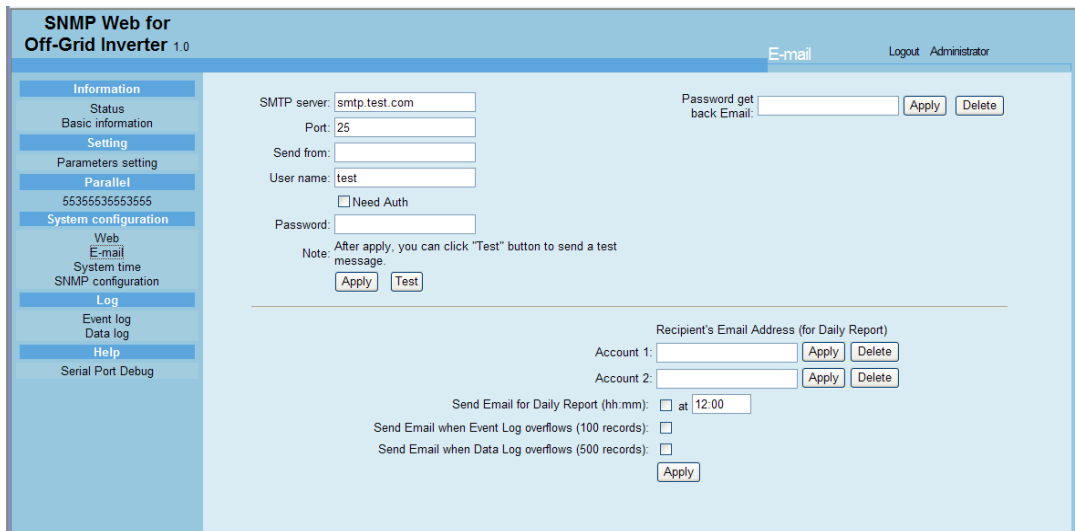 SNMP Web for
Off-Grid Inverter 1.0
E-mail
Logout Administrator
Information
Status
Basic information
Setting
Parameters setting
Parallel
55355535553555
System configuration
Web
E-mail
System time
SNMP configuration
Log
Event log
Data log
Help
Serial Port Debug
SMTP server: smtp.test.com
Port: 25
Send from:
User name: test
Need Auth
Password:
Note: After apply, you can click "Test" button to send a test
message.
Apply Test
Password get
back Email: Apply Delete
Recipient's Email Address (for Daily Report)
Account 1: Apply Delete
Account 2: Apply Delete
Send Email for Daily Report (hh:mm): at 12:00
Send Email when Event Log overflows (100 records):
Send Email when Data Log overflows (500 records):
Apply